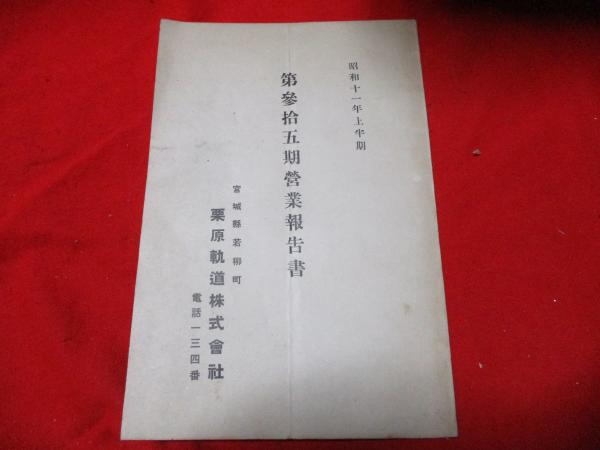 昭和十一年上半期
第參拾五期營業報告書
宮城縣若柳町
栗原軌道株式會社
電話一三四番